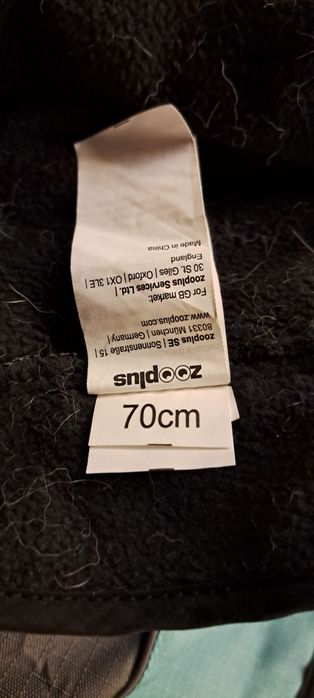 zooplus
zooplus SE | Sonnenstraße 15 |
80331 München | Germany |
www.zooplus.com
For GB market:
zooplus Services Ltd. |
30 St. Giles | Oxford | OX1 3LE |
England
Made in China
70cm